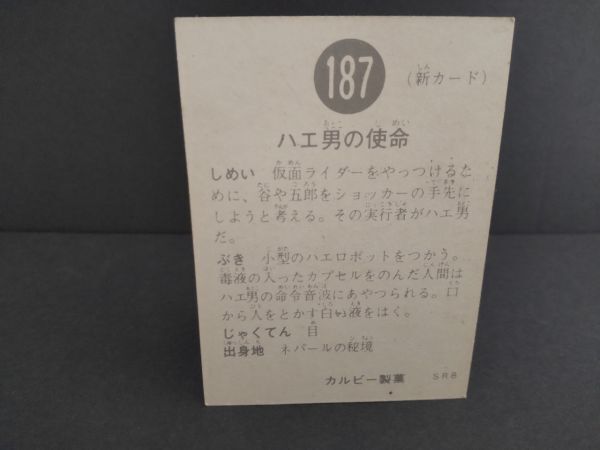 187
(新カード)
ハエ男の使命
しめい 仮面ライダーをやっつけるた
めに、谷や五郎をショッカーの手先に
しようと考える。その実行者がハエ男
だ。
ぶき 小型のハエロボットをつかう。
毒液の入ったカプセルをのんだ人間は
ハエ男の命令音波にあやつられる。口
から人をとかす白い液をはく。
じゃくてん 目
出身地 ネパールの秘境
カルビー製菓 SR8